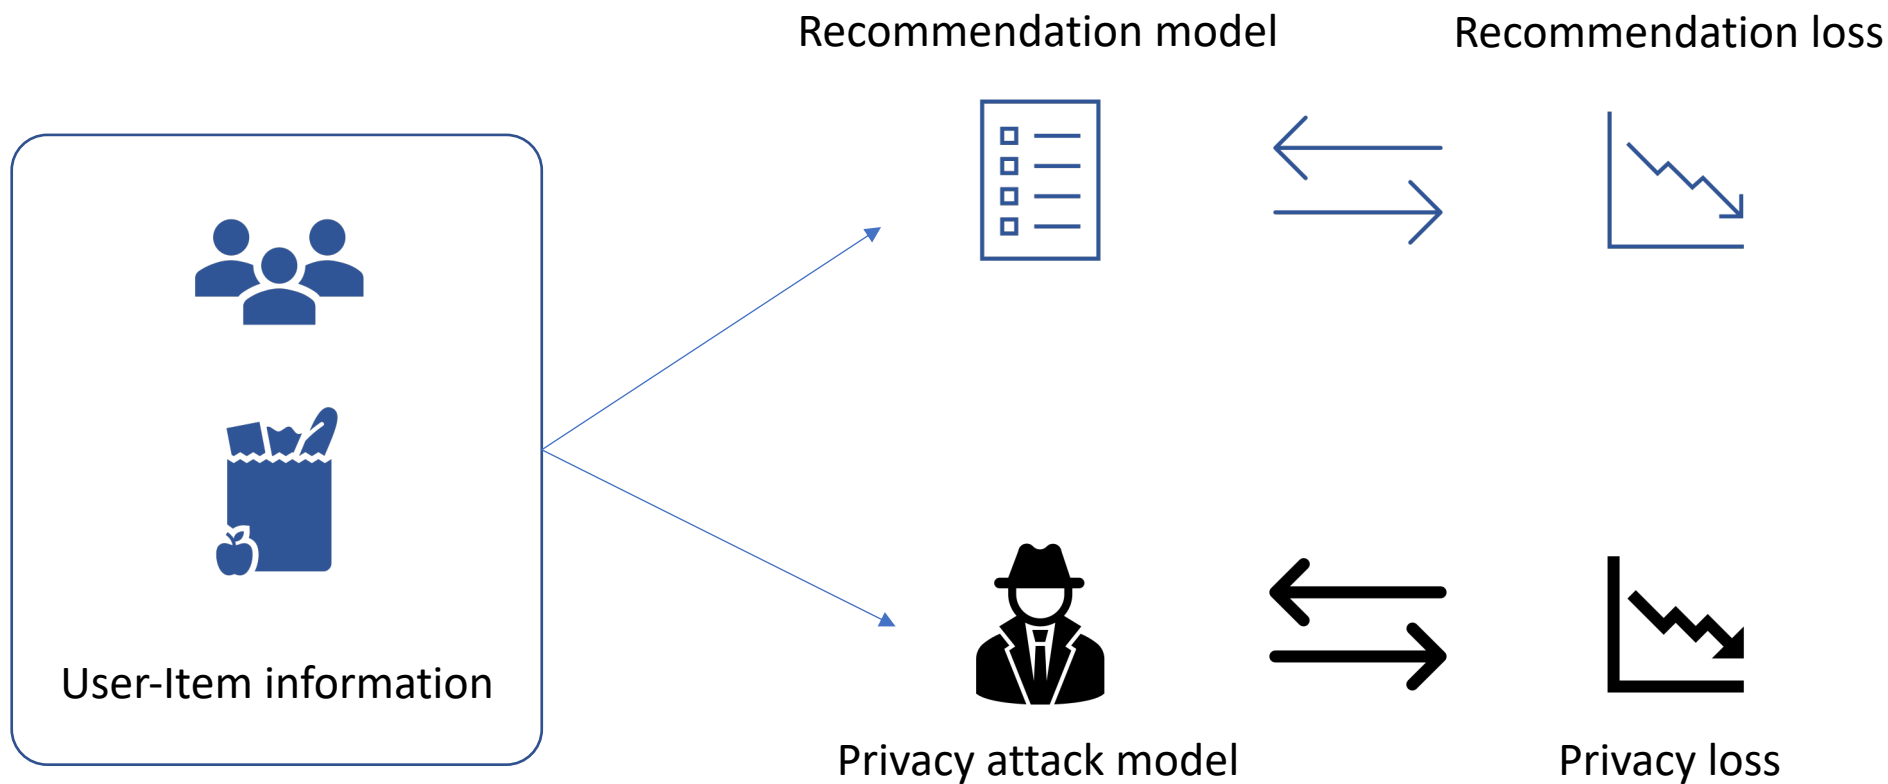 Recommendation model
Recommendation loss
User-Item information
Privacy attack model
Privacy loss